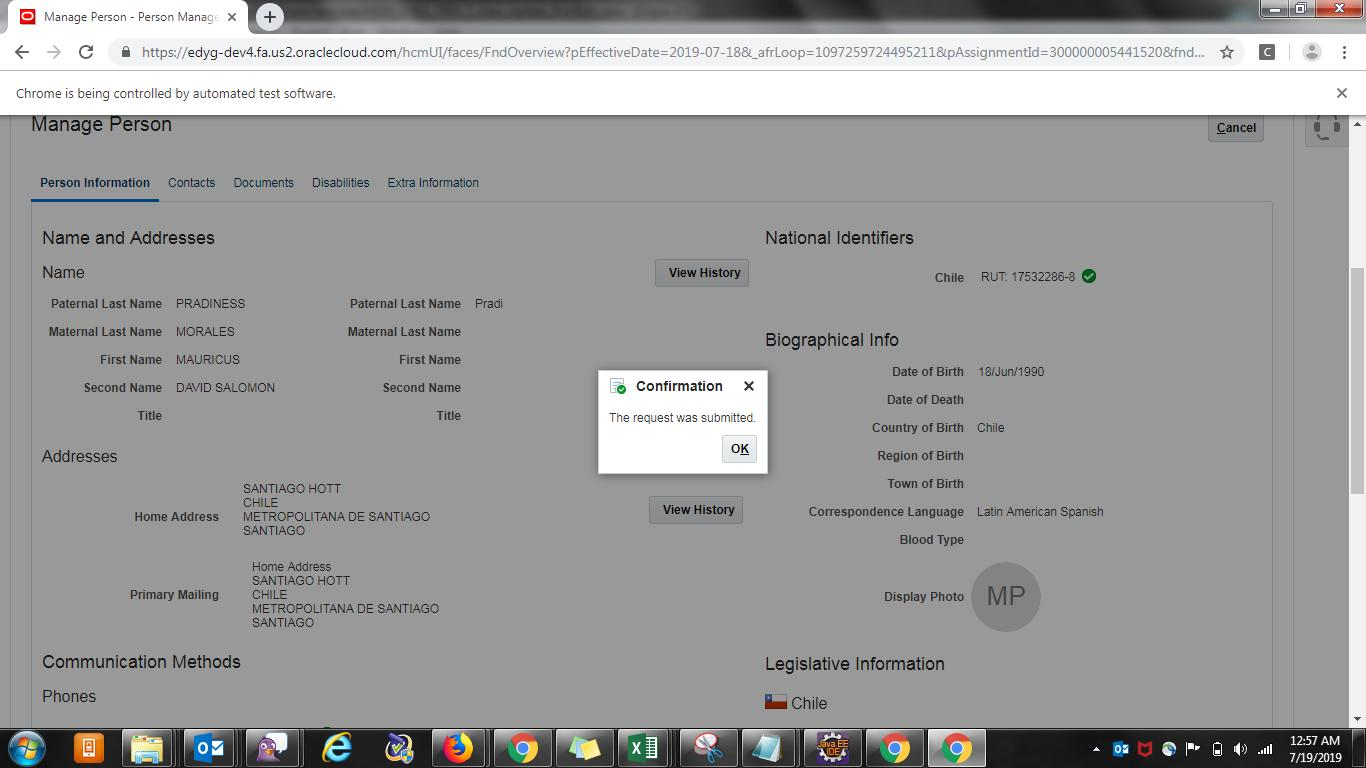 Manage Person - Person Manage
https://edyg-dev4.fa.us2.oraclecloud.com/hcmUI/faces/FndOverview?pEffectiveDate=2019-07-18&_afrLoop=1097259724495211&pAssignmentId=300000005441520&fnd...
C
Chrome is being controlled by automated test software.
Manage Person
Cancel
Person Information Contacts Documents Disabilities Extra Information
Name and Addresses
Name
View History
Paternal Last Name PRADINESS Paternal Last Name Pradi
Maternal Last Name MORALES Maternal Last Name
First Name MAURICUS First Name
Second Name DAVID SALOMON Second Name
Title Title
Addresses
Home Address
SANTIAGO HOTT
CHILE
METROPOLITANA DE SANTIAGO
SANTIAGO
View History
Primary Mailing
Home Address
SANTIAGO HOTT
CHILE
METROPOLITANA DE SANTIAGO
SANTIAGO
Communication Methods
Phones
National Identifiers
Chile RUT: 17532286-8
Biographical Info
Date of Birth 18/Jun/1990
Date of Death
Country of Birth Chile
Region of Birth
Town of Birth
Correspondence Language Latin American Spanish
Blood Type
Display Photo MP
Legislative Information
Chile
Confirmation
The request was submitted.
OK
Java EE
IDE
12:57 AM
7/19/2019